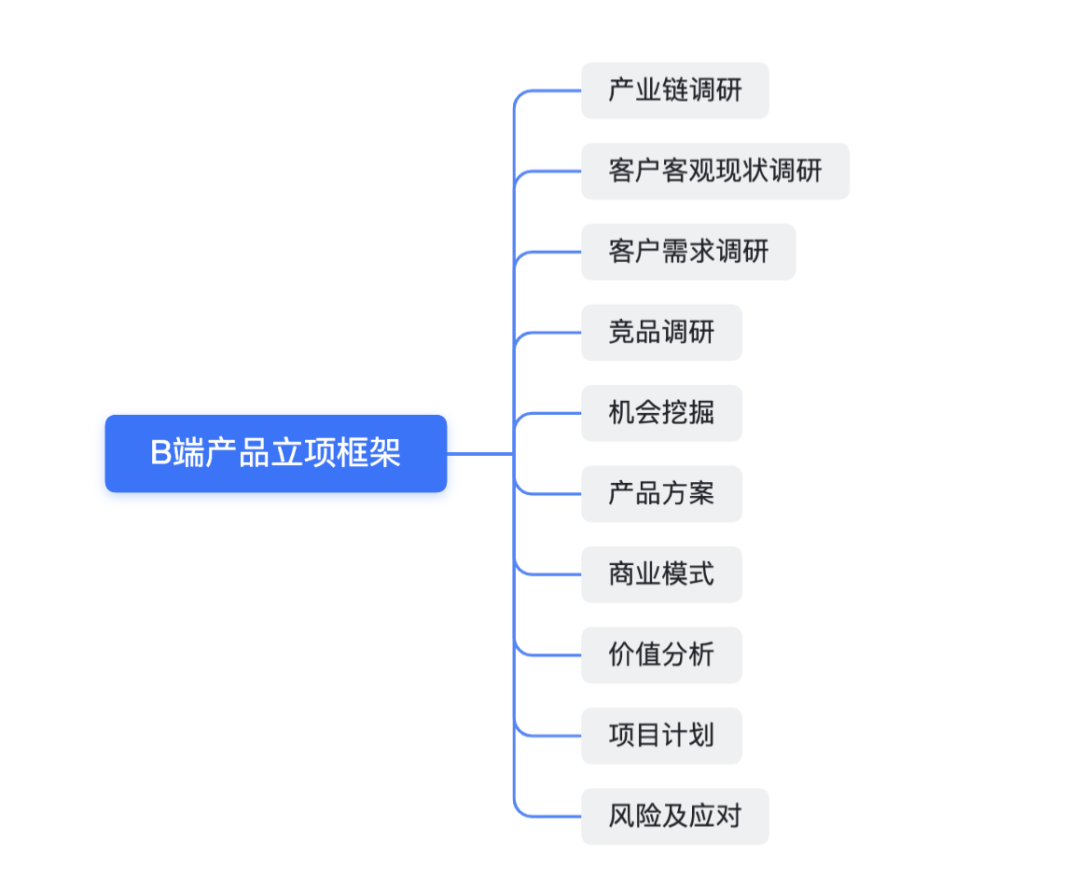 产业链调研
客户客观现状调研
客户需求调研
竞品调研
机会挖掘
B端产品立项框架
产品方案
商业模式
价值分析
项目计划
风险及应对